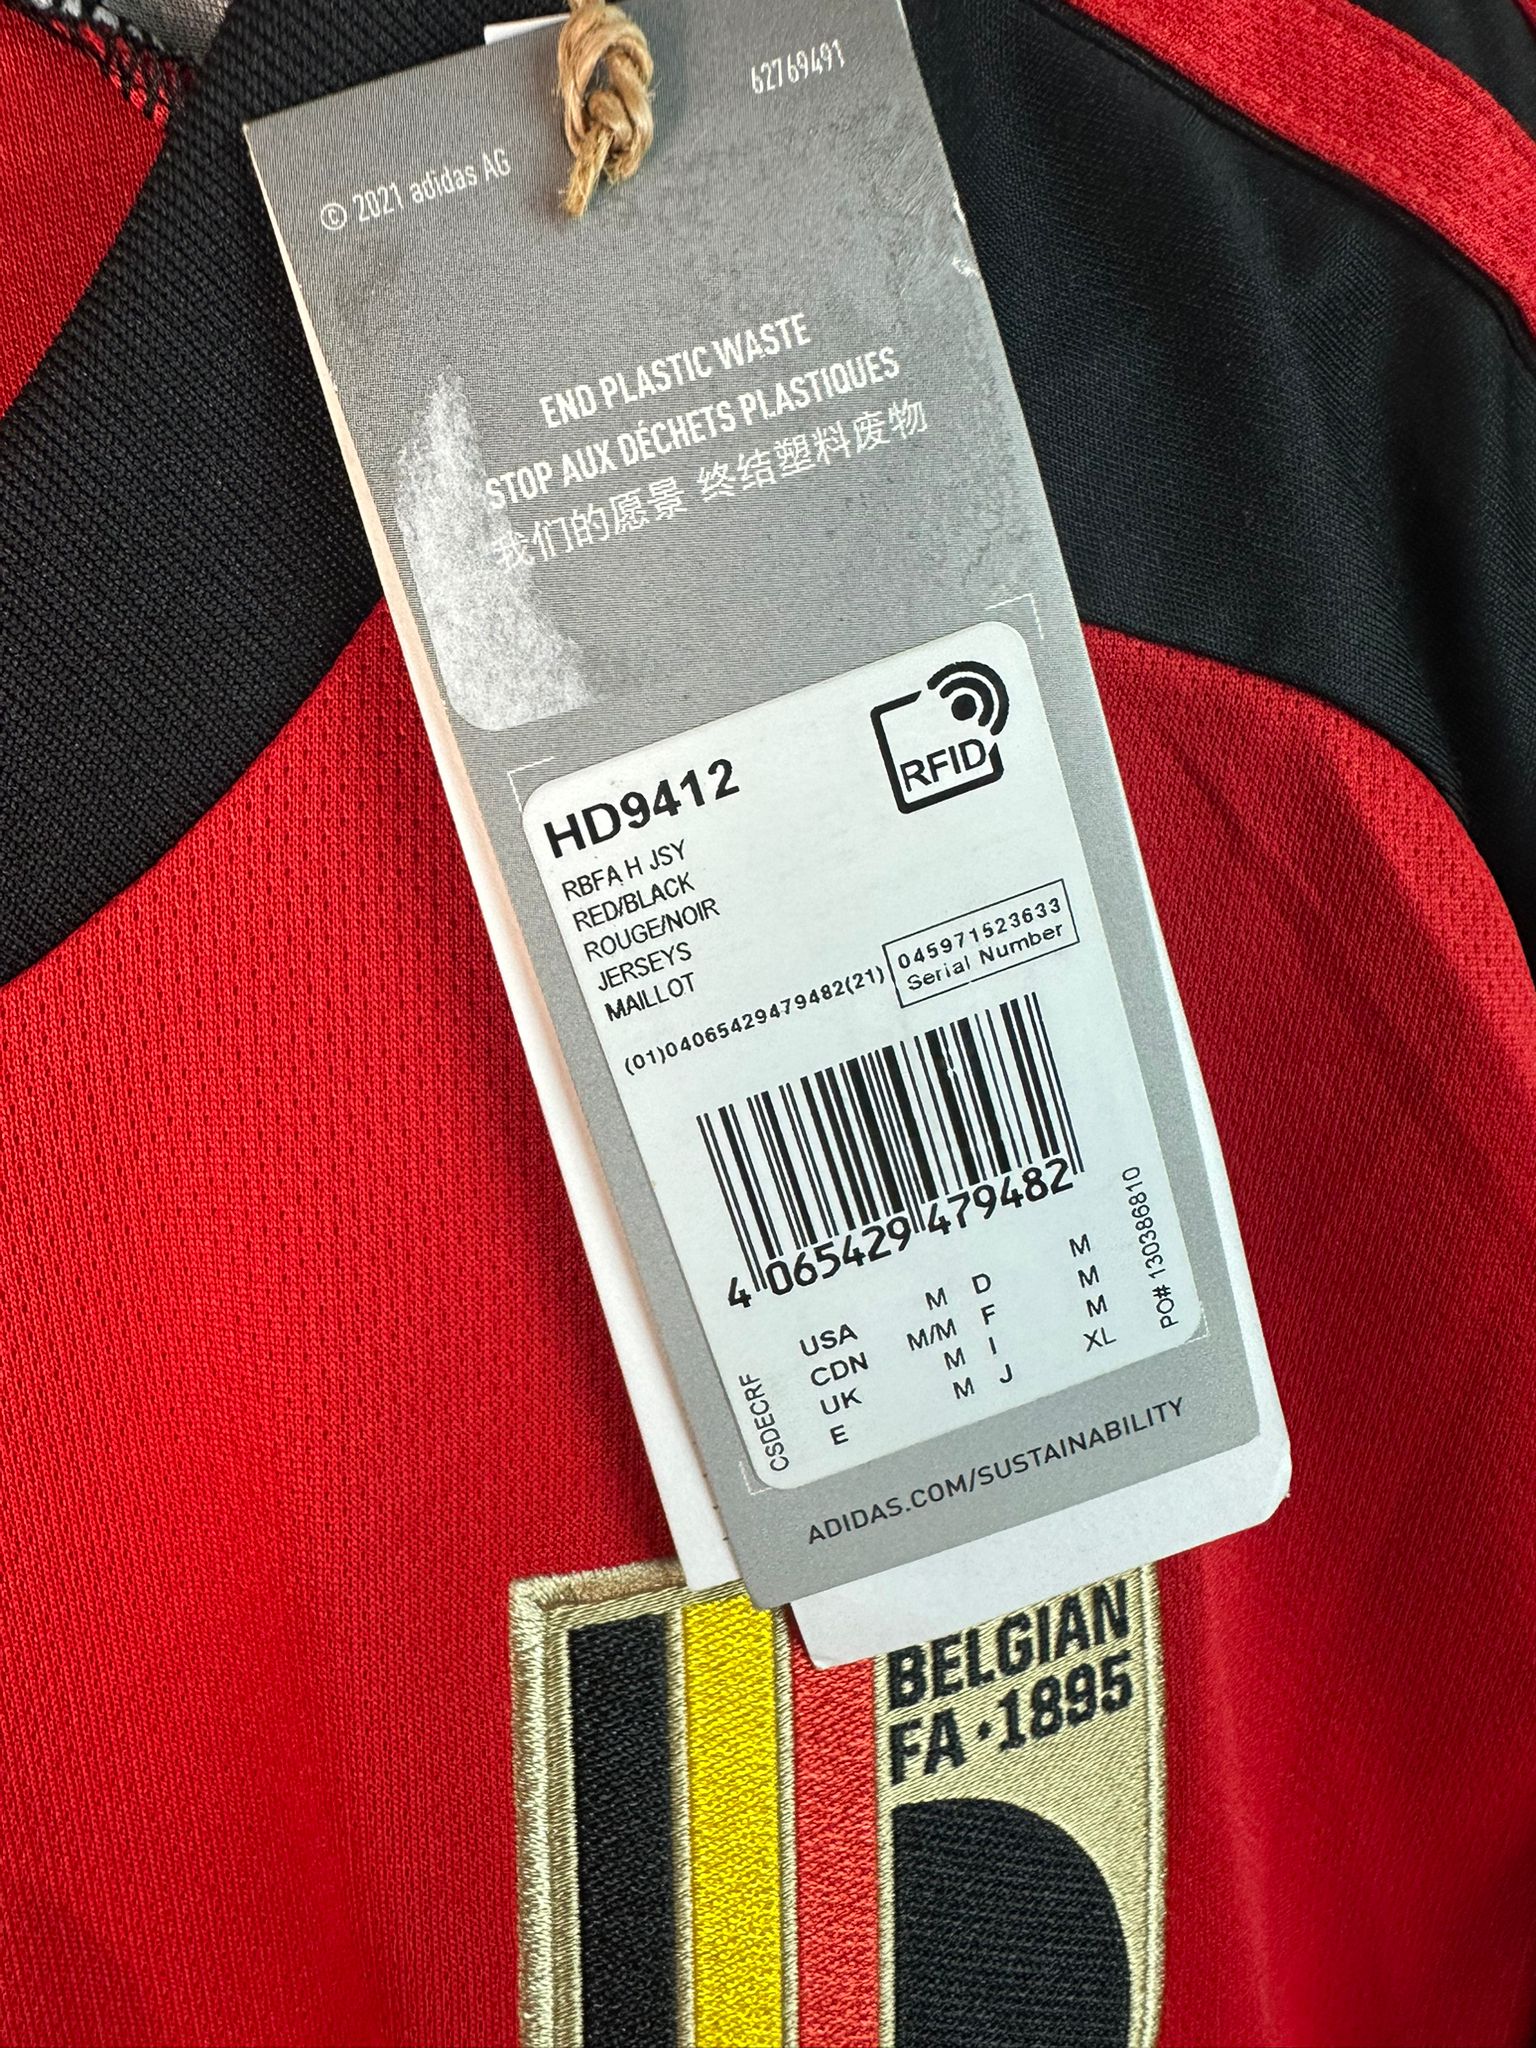 © 2021 adidas AG
62769491
END PLASTIC WASTE
STOP AUX DÉCHETS PLASTIQUES
我们的愿景 终结塑料废物
RFID
HD9412
RBFA H JSY
RED/BLACK
ROUGE/NOIR
JERSEYS
MAILLOT
(01)04065429479482(21)
045971523633
Serial Number
4 065429 479482
USA M D M
CDN M/M F M
UK M I M
E M J XL
CSDECRF
PO# 130386810
ADIDAS.COM/SUSTAINABILITY
BELGIAN
FA·1895